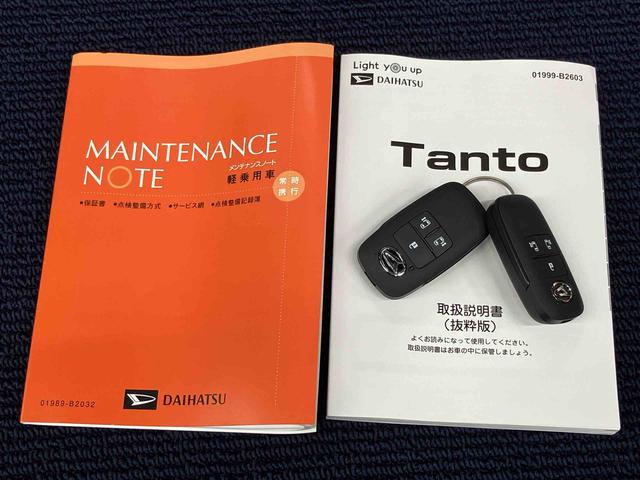 MAINTENANCE
NOTE
メンテナンスノート
軽乗用車
常時
携行
●保証書 ●点検整備方式 ●サービス網 ●点検整備記録簿
01989-B2032
DAIHATSU
Light you up
DAIHATSU
01999-B2603
Tanto
取扱説明書
(抜粋版)
よくお読みになって使用してください。
取扱説明書はお車の中に保管しましょう。